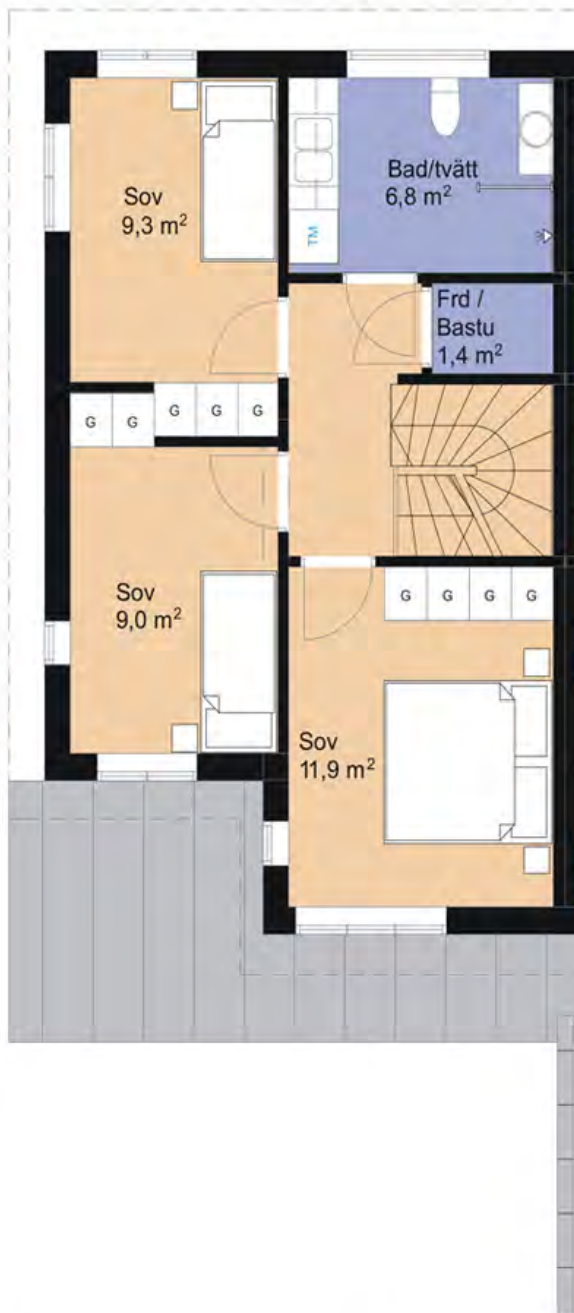 Sov
9,3 m²
Bad/tvätt
6,8 m²
TM
Frd /
Bastu
1,4 m²
G G G G G
Sov
9,0 m²
G G G G
Sov
11,9 m²